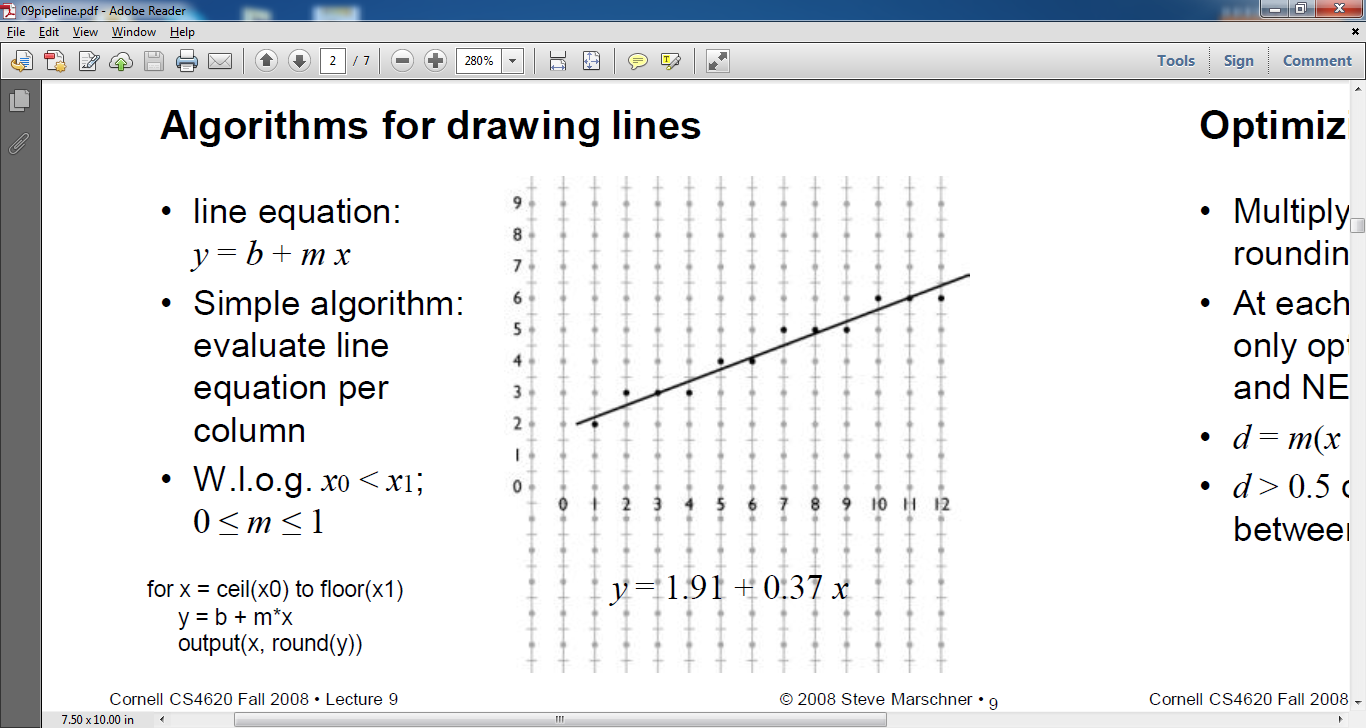 09pipeline.pdf - Adobe Reader
File Edit View Window Help
2 / 7 280% Tools Sign Comment
Algorithms for drawing lines
• line equation:
y = b + m x
• Simple algorithm:
evaluate line
equation per
column
• W.l.o.g. x0 < x1;
0 ≤ m ≤ 1
for x = ceil(x0) to floor(x1)
y = b + m*x
output(x, round(y))
9
8
7
6
5
4
3
2
1
0
0 1 2 3 4 5 6 7 8 9 10 11 12
y = 1.91 + 0.37 x
Cornell CS4620 Fall 2008 • Lecture 9
© 2008 Steve Marschner • 9
Optimiz
• Multiply
roundin
• At each
only op
and NE
• d = m(x
• d > 0.5
betwee
Cornell CS4620 Fall 2008
7.50 x 10.00 in